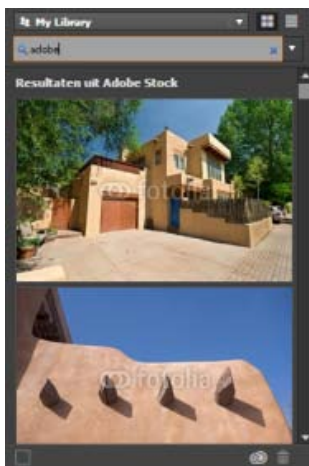 My Library
adobe
Resultaten uit Adobe Stock
fotolia
fotolia